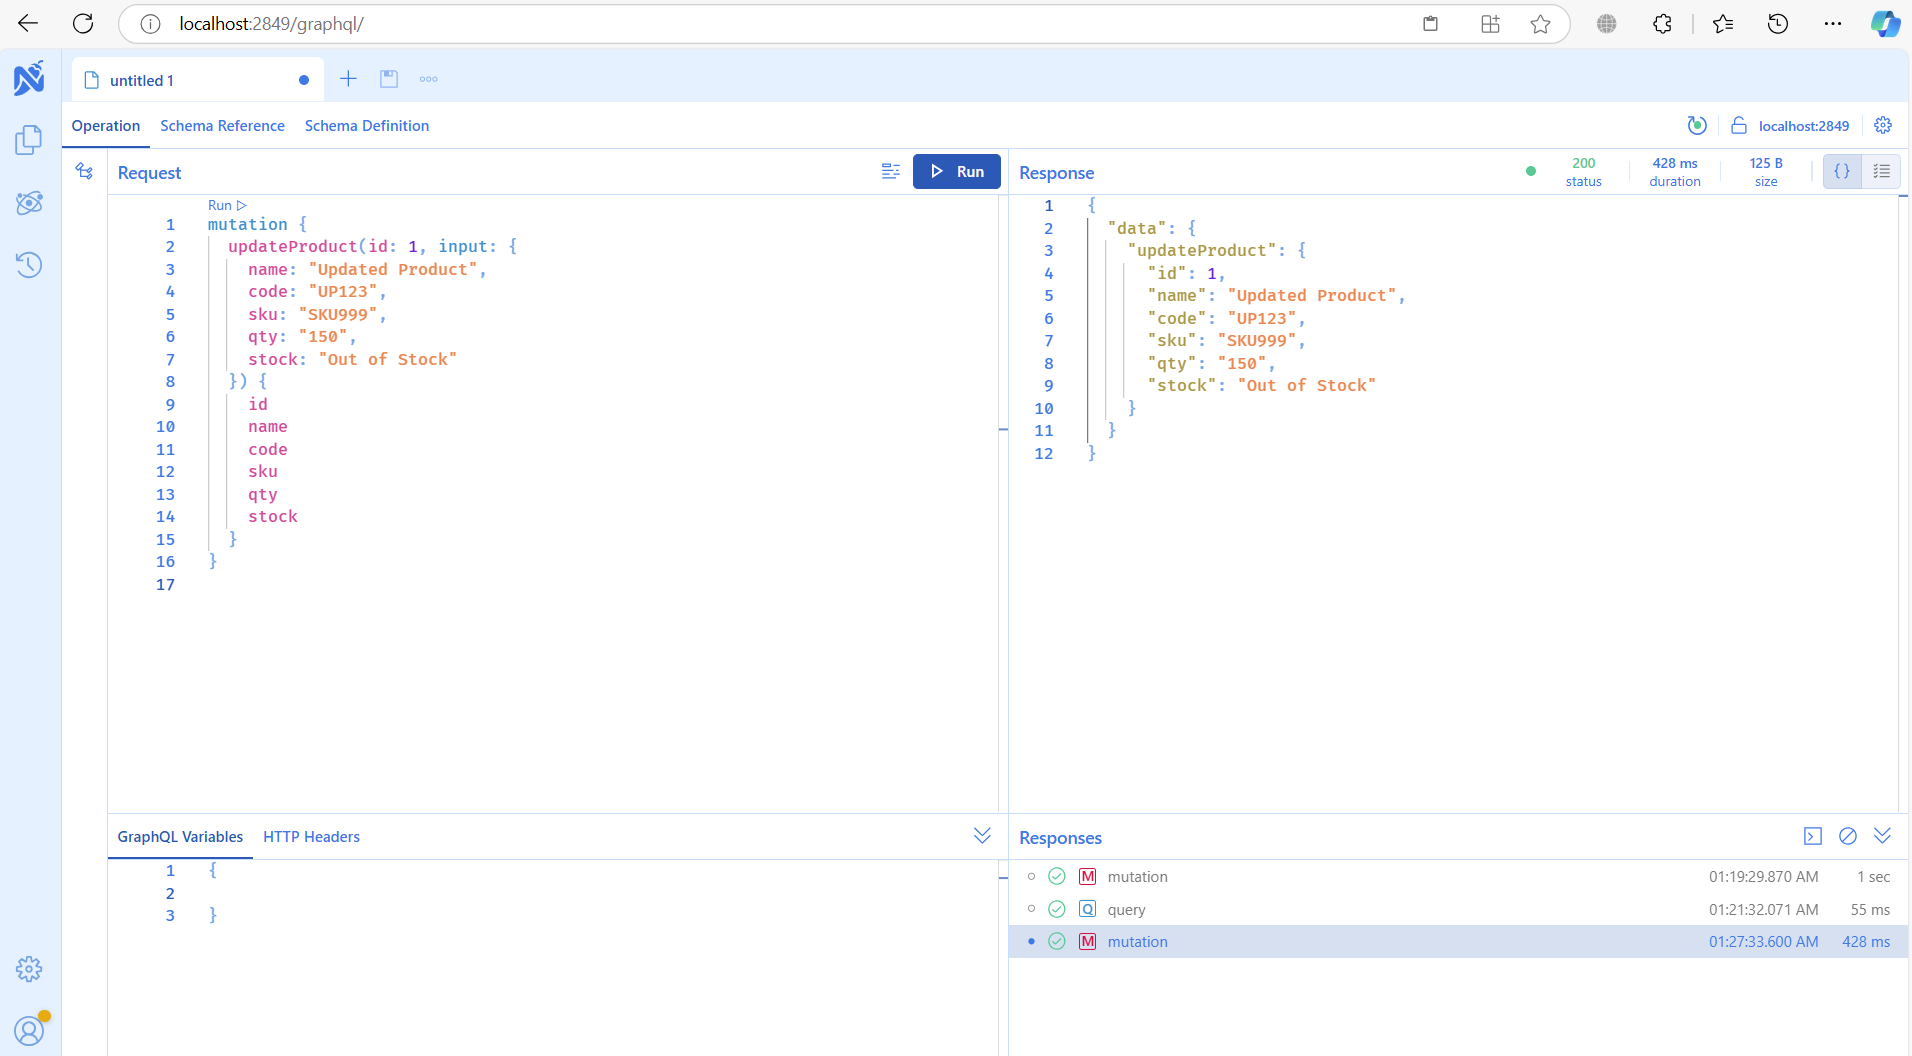 localhost:2849/graphql/
untitled 1
Operation Schema Reference Schema Definition
localhost:2849
Request
Run
Run
1 mutation {
2 updateProduct(id: 1, input: {
3 name: "Updated Product",
4 code: "UP123",
5 sku: "SKU999",
6 qty: "150",
7 stock: "Out of Stock"
8 }) {
9 id
10 name
11 code
12 sku
13 qty
14 stock
15 }
16 }
17
Response
200 status
428 ms duration
125 B size
1 {
2 "data": {
3 "updateProduct": {
4 "id": 1,
5 "name": "Updated Product",
6 "code": "UP123",
7 "sku": "SKU999",
8 "qty": "150",
9 "stock": "Out of Stock"
10 }
11 }
12 }
GraphQL Variables HTTP Headers
1 {
2
3 }
Responses
M mutation 01:19:29.870 AM 1 sec
Q query 01:21:32.071 AM 55 ms
M mutation 01:27:33.600 AM 428 ms